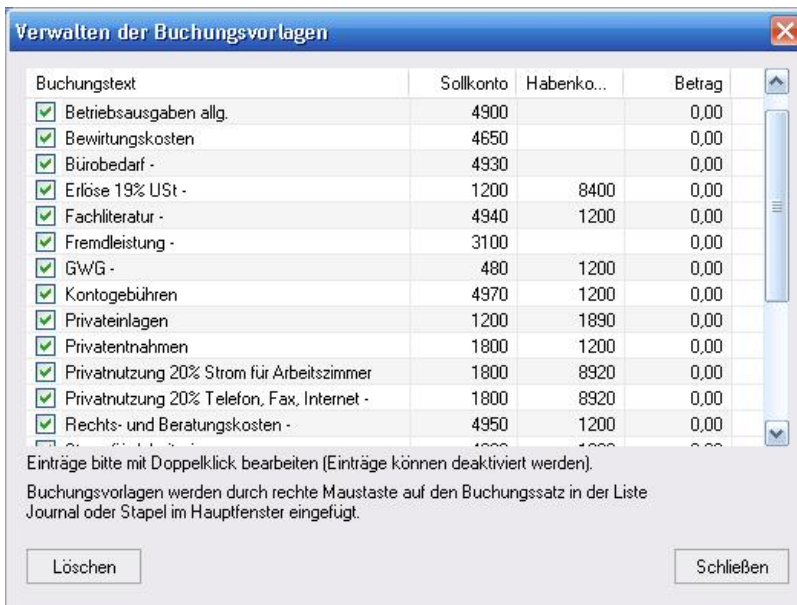 Verwalten der Buchungsvorlagen
Buchungstext Sollkonto Habenko... Betrag
Betriebsausgaben allg. 4900 0,00
Bewirtungskosten 4650 0,00
Bürobedarf - 4930 0,00
Erlöse 19% USt - 1200 8400 0,00
Fachliteratur - 4940 1200 0,00
Fremdleistung - 3100 0,00
GWG - 480 1200 0,00
Kontogebühren 4970 1200 0,00
Privateinlagen 1200 1890 0,00
Privatentnahmen 1800 1200 0,00
Privatnutzung 20% Strom für Arbeitszimmer 1800 8920 0,00
Privatnutzung 20% Telefon, Fax, Internet - 1800 8920 0,00
Rechts- und Beratungskosten - 4950 1200 0,00
Einträge bitte mit Doppelklick bearbeiten (Einträge können deaktiviert werden).
Buchungsvorlagen werden durch rechte Maustaste auf den Buchungssatz in der Liste
Journal oder Stapel im Hauptfenster eingefügt.
Löschen Schließen